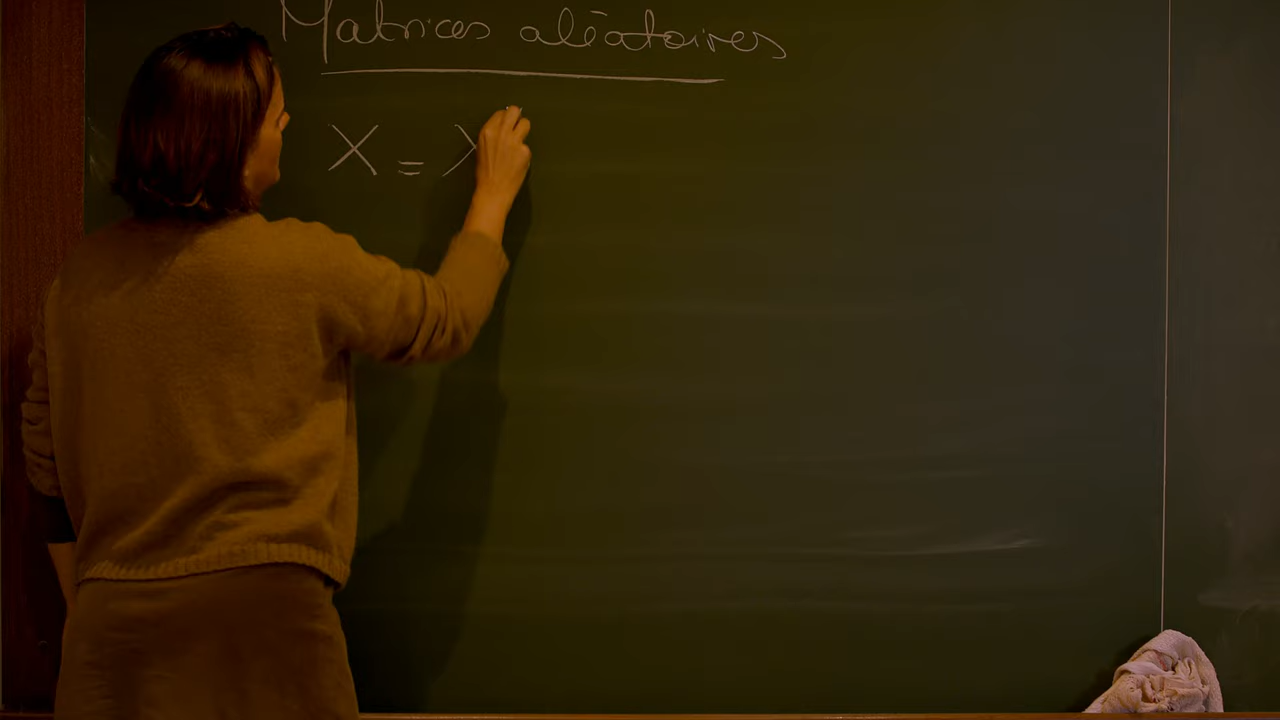 Matrices aléatoires
X = X